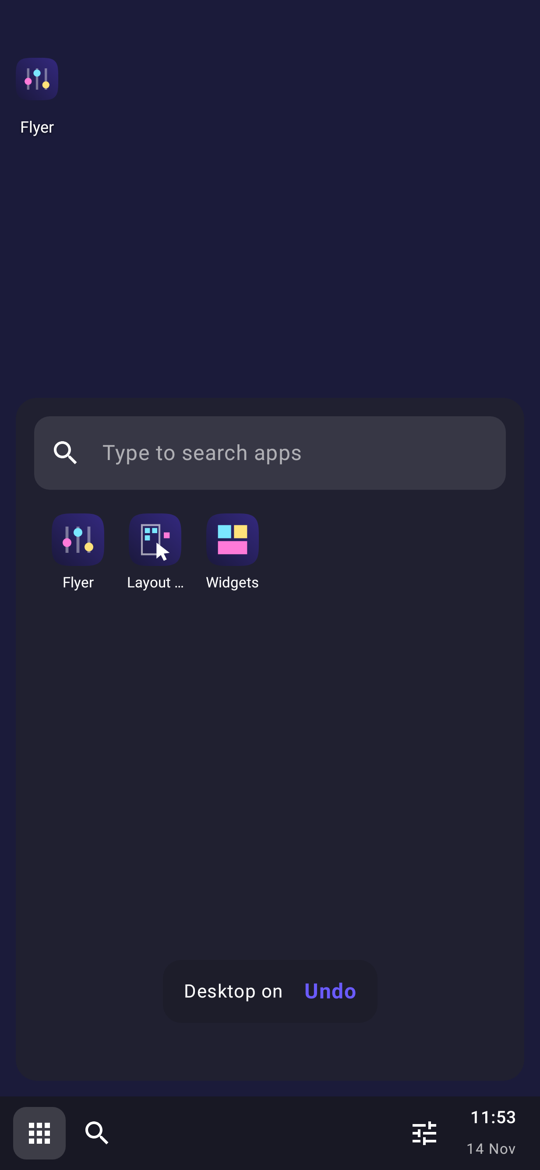 Flyer
Type to search apps
Flyer
Layout ...
Widgets
Desktop on
Undo
11:53
14 Nov